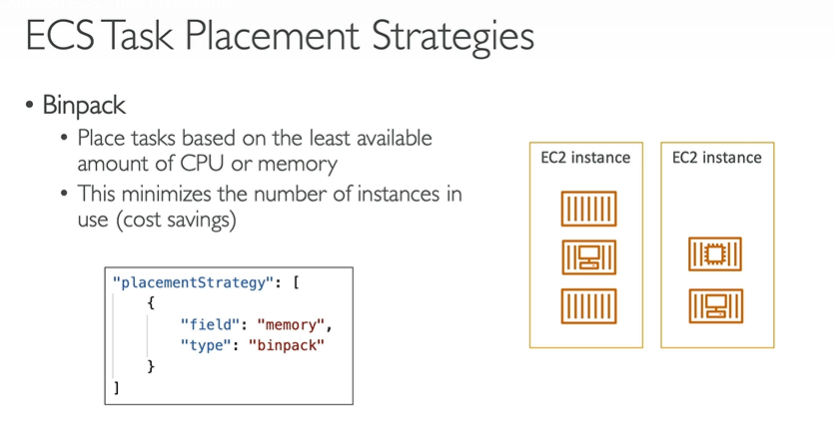 ECS Task Placement Strategies
• Binpack
• Place tasks based on the least available
amount of CPU or memory
• This minimizes the number of instances in
use (cost savings)
"placementStrategy": [
{
"field": "memory",
"type": "binpack"
}
]
EC2 instance
EC2 instance